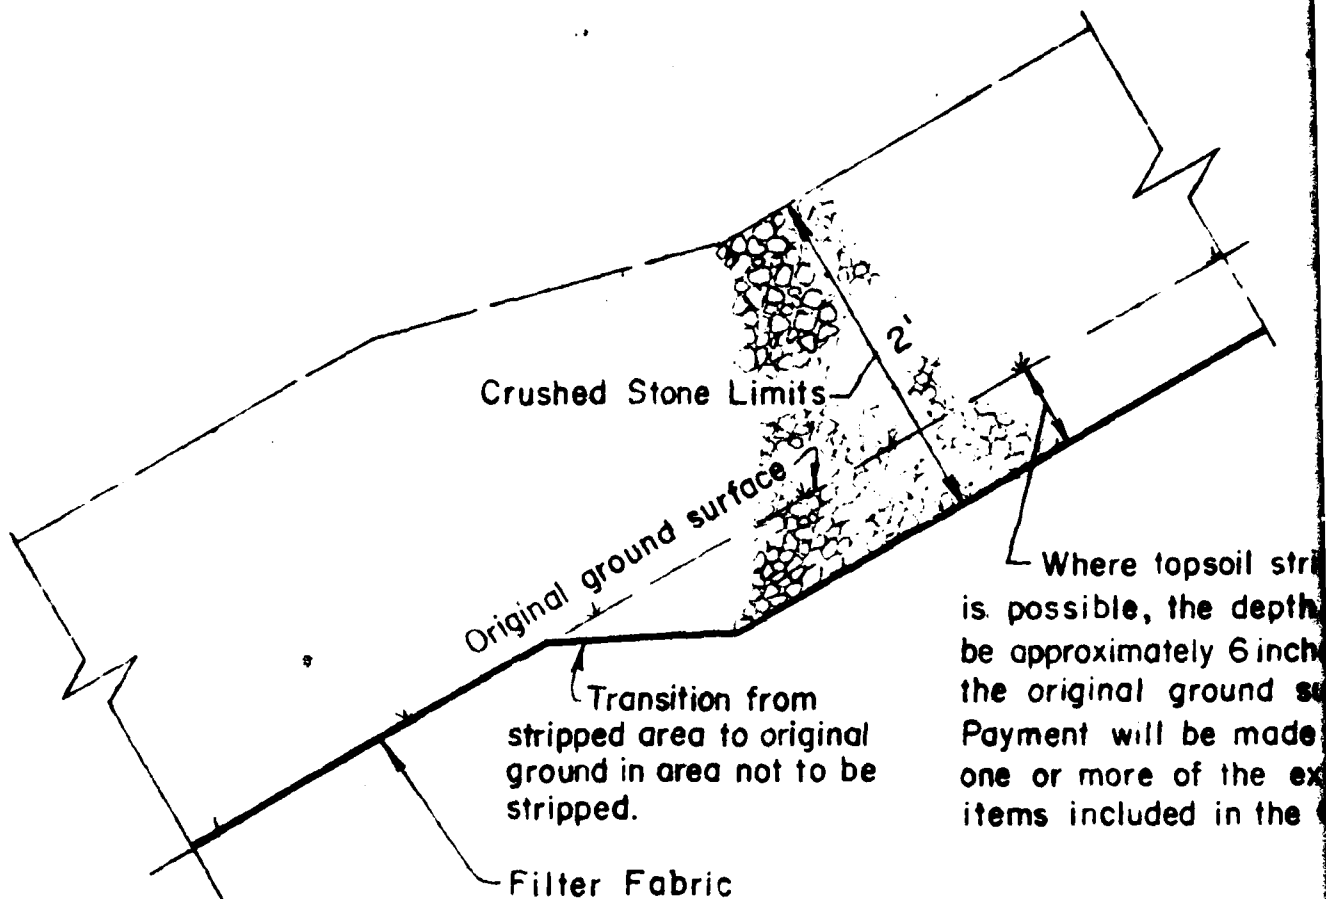 2'
Crushed Stone Limits
Original ground surface
Where topsoil
is possible, the depth
be approximately 6
the original ground
Payment will be made
one or more of the
items included in the
Transition from
stripped area to original
ground in area not to be
stripped.
Filter Fabric